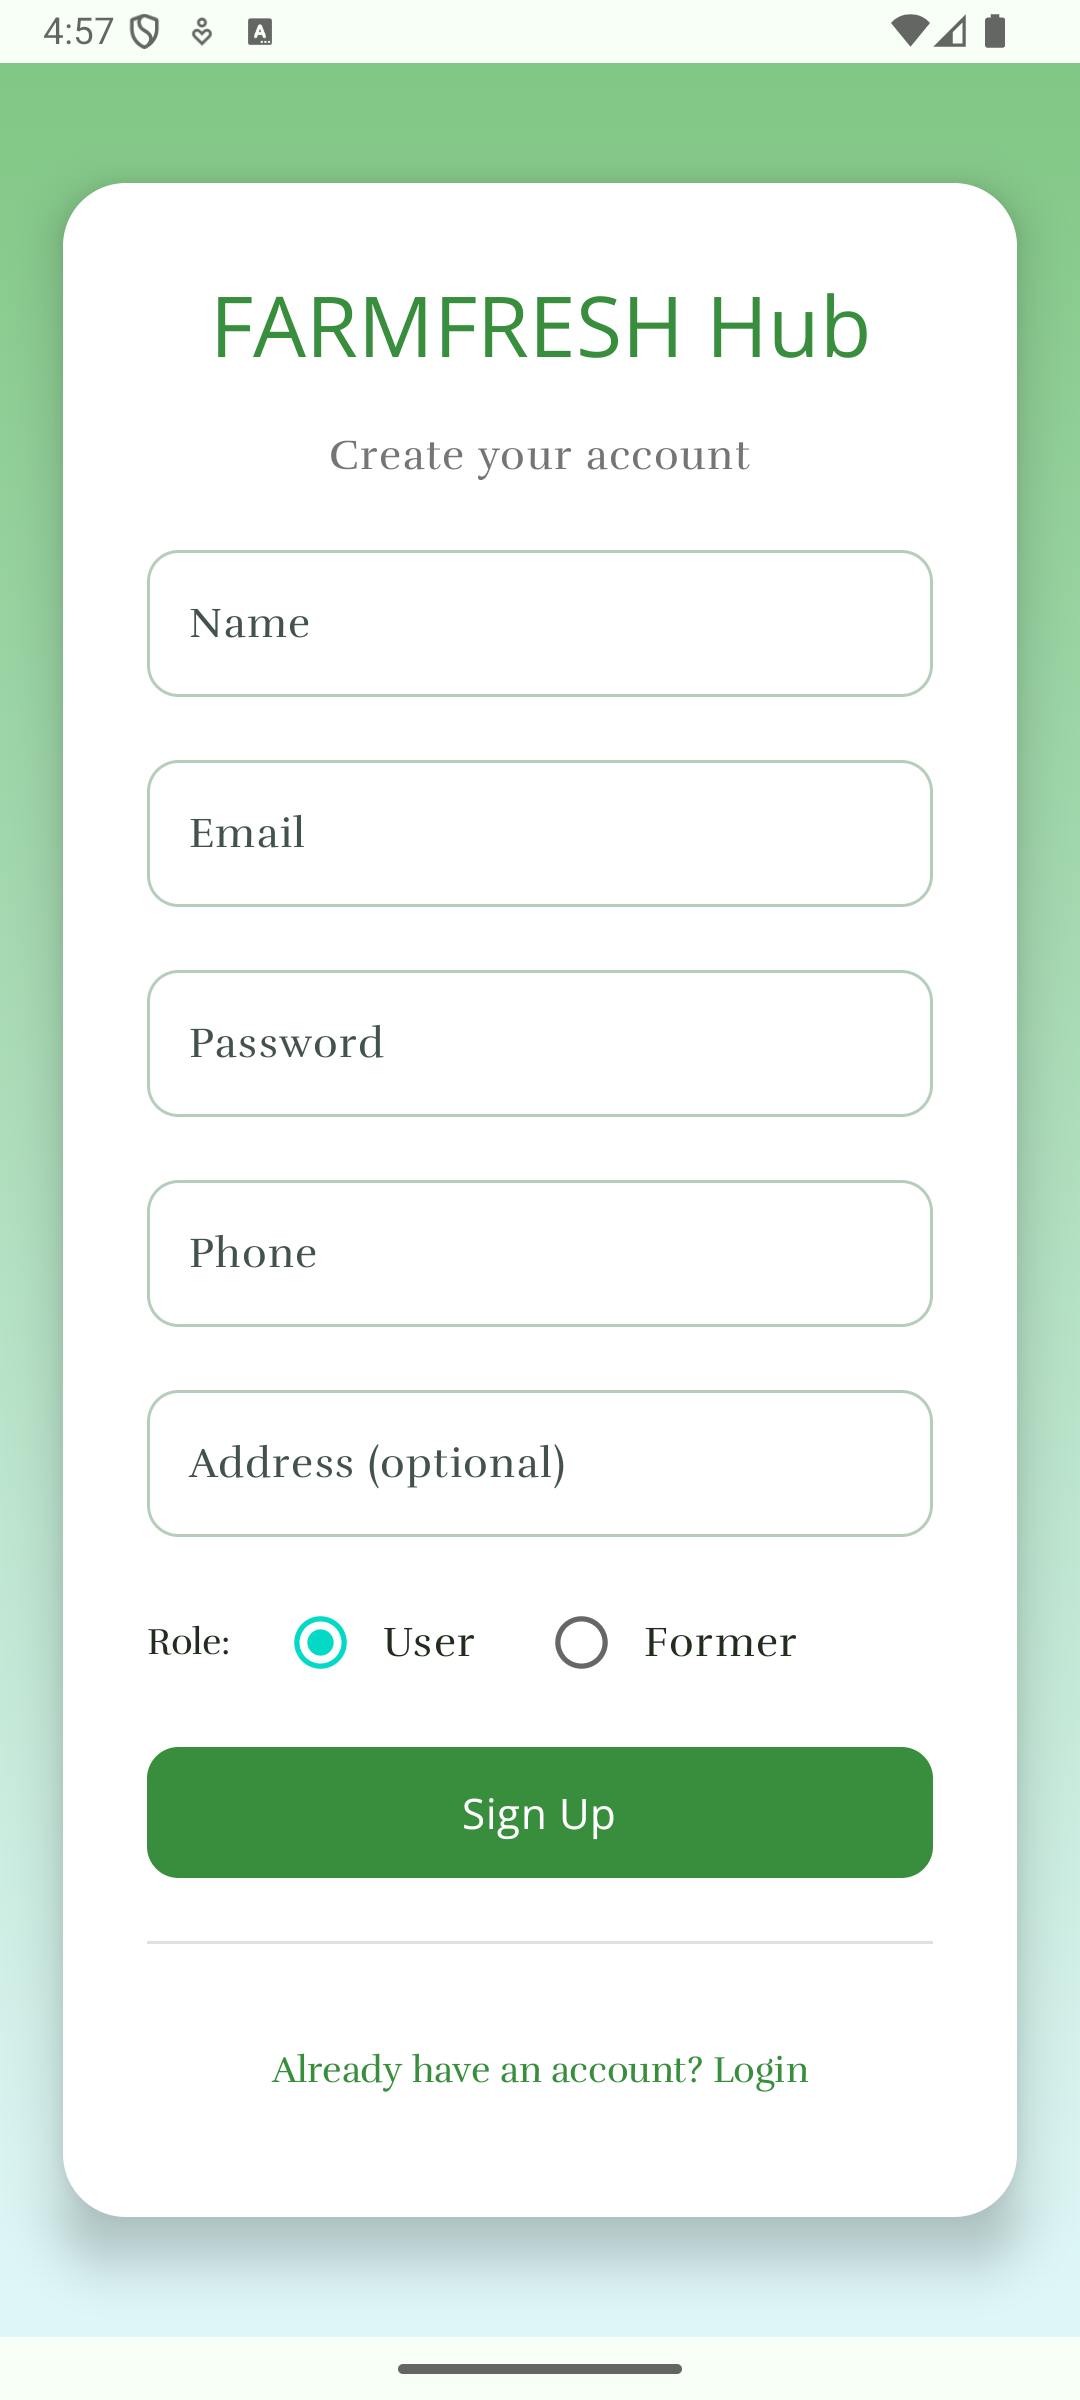 4:57
FARMFRESH Hub
Create your account
Name
Email
Password
Phone
Address (optional)
Role: User Former
Sign Up
Already have an account? Login